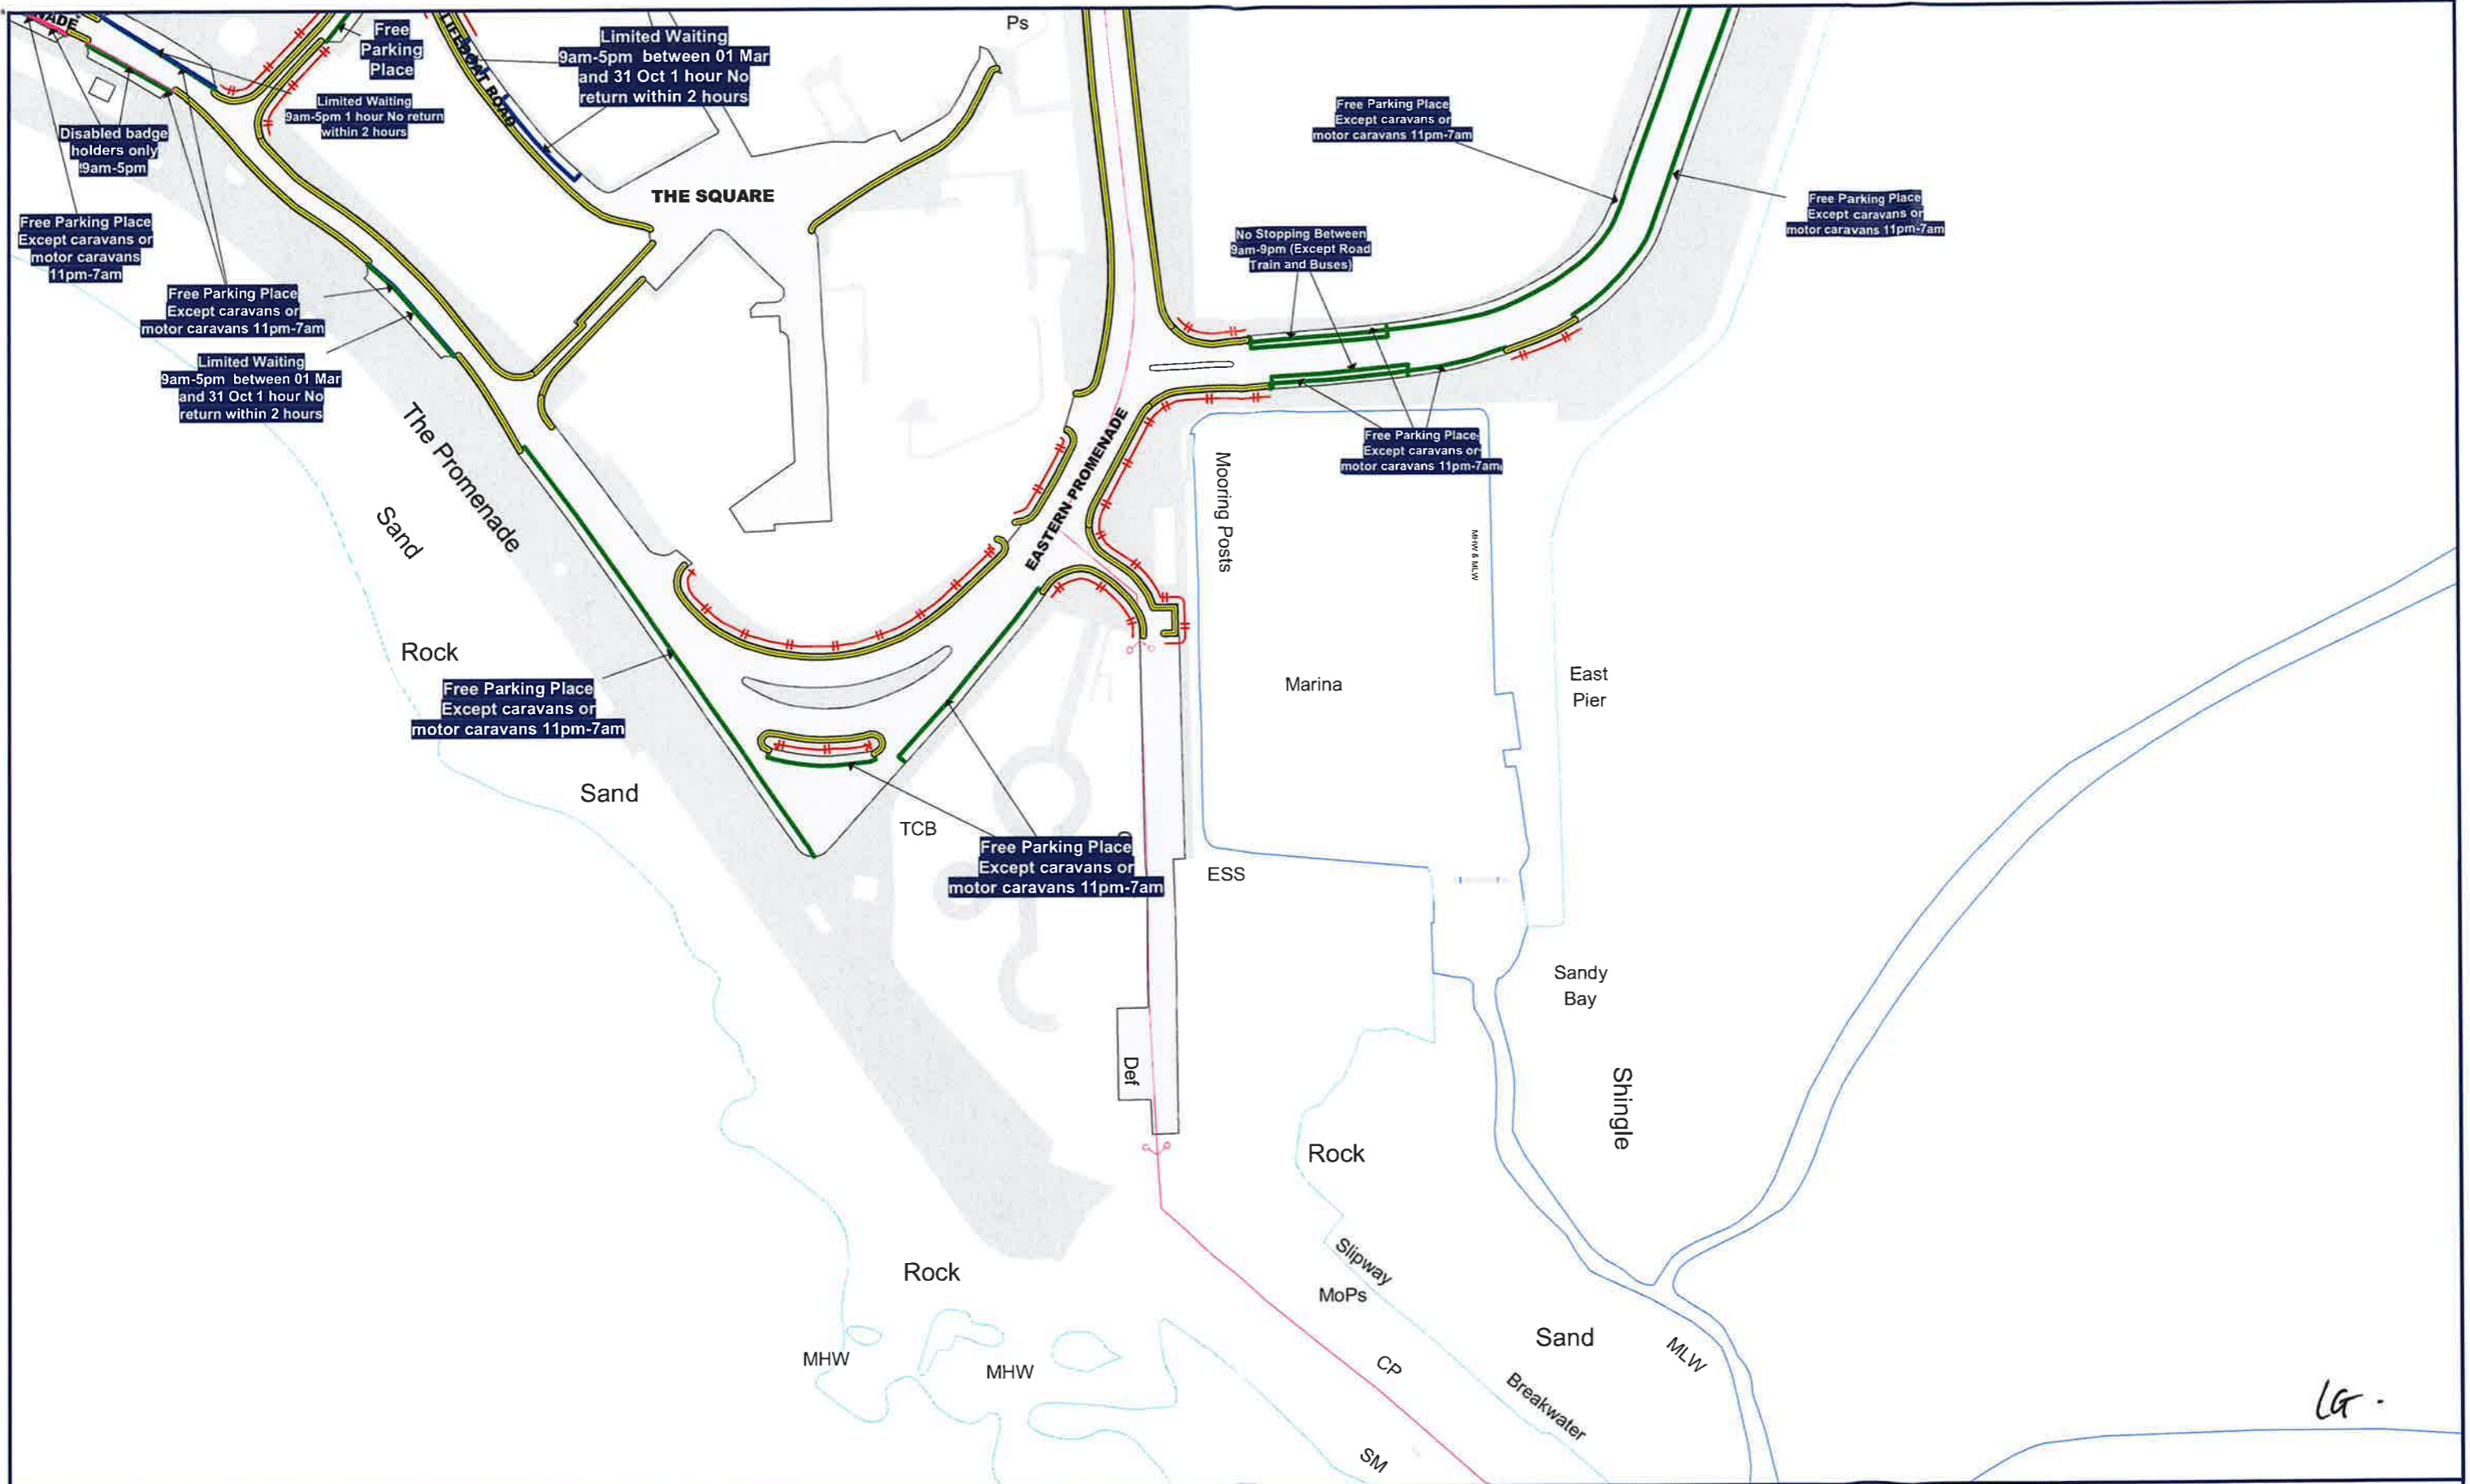 Free
Parking
Place
LIFEBOAT ROAD
Limited Waiting
9am-5pm between 01 Mar
and 31 Oct 1 hour No
return within 2 hours
Ps
Limited Waiting
9am-5pm 1 hour No return
within 2 hours
Disabled badge
holders only
9am-5pm
Free Parking Place
Except caravans or
motor caravans 11pm-7am
THE SQUARE
Free Parking Place
Except caravans or
motor caravans 11pm-7am
Free Parking Place
Except caravans or
motor caravans
11pm-7am
No Stopping Between
9am-9pm (Except Road
Train and Buses)
Free Parking Place
Except caravans or
motor caravans 11pm-7am
Limited Waiting
9am-5pm between 01 Mar
and 31 Oct 1 hour No
return within 2 hours
The Promenade
EASTERN PROMENADE
Free Parking Place
Except caravans or
motor caravans 11pm-7am
Mooring Posts
MHW & MLW
Sand
Rock
Free Parking Place
Except caravans or
motor caravans 11pm-7am
Marina
East
Pier
Sand
TCB
Free Parking Place
Except caravans or
motor caravans 11pm-7am
ESS
Sandy
Bay
Def
Shingle
Rock
Rock
Slipway
MoPs
Sand
MLW
MHW
MHW
CP
Breakwater
SM
LG.